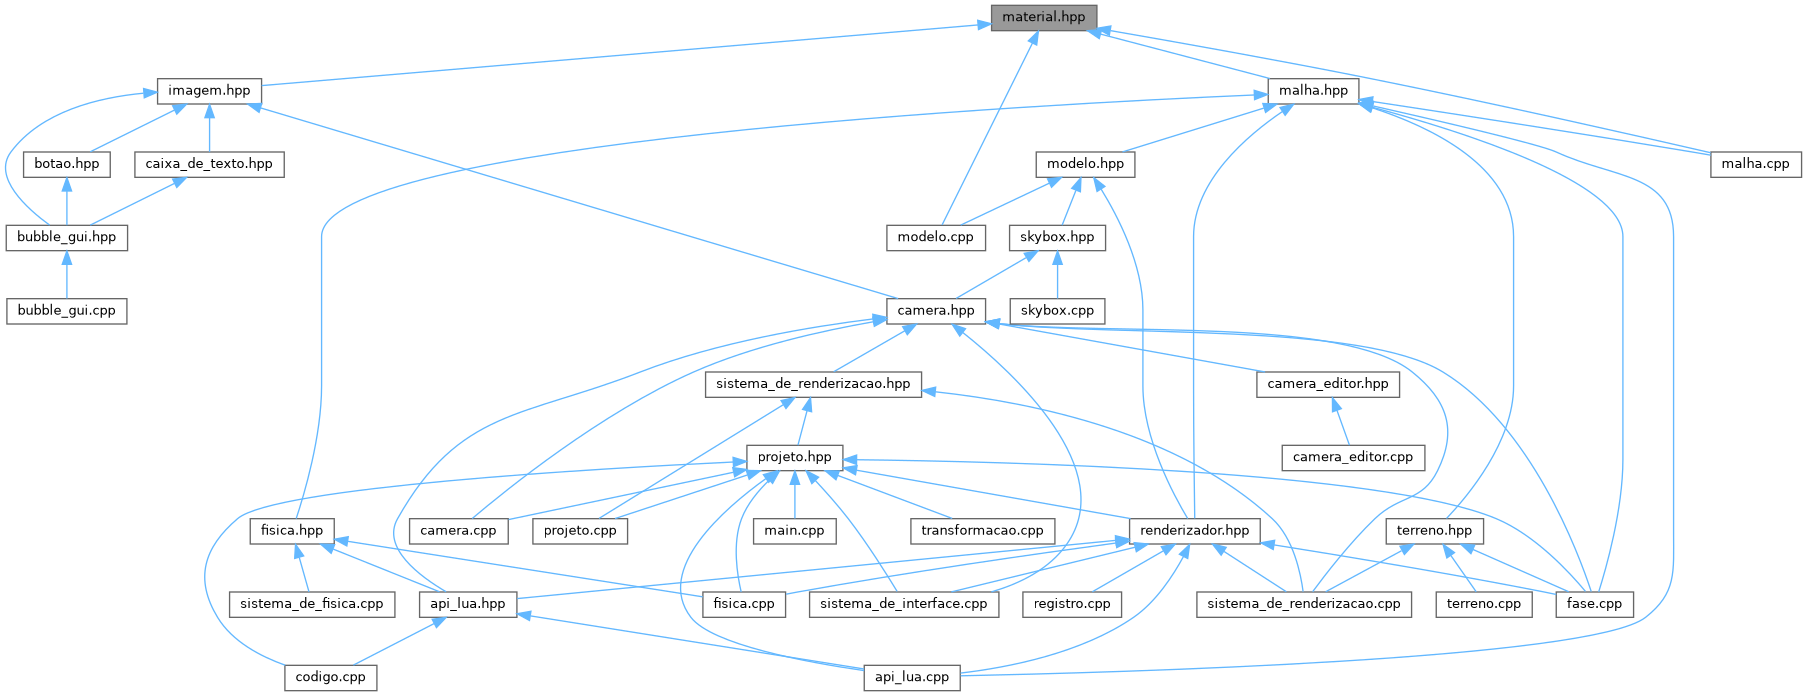 material.hpp
imagem.hpp
malha.hpp
botao.hpp
caixa_de_texto.hpp
modelo.hpp
malha.cpp
bubble_gui.hpp
modelo.cpp
skybox.hpp
bubble_gui.cpp
camera.hpp
skybox.cpp
sistema_de_renderizacao.hpp
camera_editor.hpp
projeto.hpp
camera_editor.cpp
fisica.hpp
camera.cpp
projeto.cpp
main.cpp
transformacao.cpp
renderizador.hpp
terreno.hpp
sistema_de_fisica.cpp
api_lua.hpp
fisica.cpp
sistema_de_interface.cpp
registro.cpp
sistema_de_renderizacao.cpp
terreno.cpp
fase.cpp
codigo.cpp
api_lua.cpp